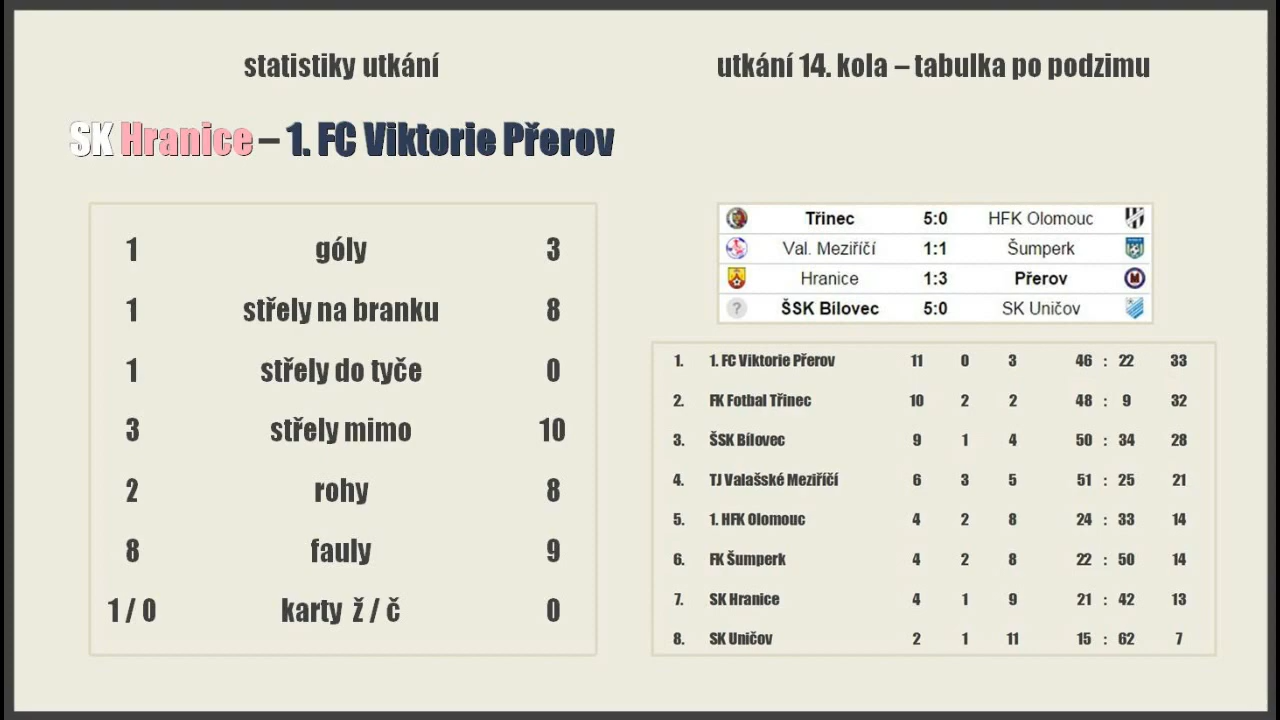 statistiky utkání
SK Hranice – 1. FC Viktorie Přerov
1 góly 3
1 střely na branku 8
1 střely do tyče 0
3 střely mimo 10
2 rohy 8
8 fauly 9
1 / 0 karty ž / č 0
utkání 14. kola – tabulka po podzimu
Třinec 5:0 HFK Olomouc
Val. Meziříčí 1:1 Šumperk
Hranice 1:3 Přerov
? ŠSK Bílovec 5:0 SK Uničov
1. 1. FC Viktorie Přerov 11 0 3 46 : 22 33
2. FK Fotbal Třinec 10 2 2 48 : 9 32
3. ŠSK Bílovec 9 1 4 50 : 34 28
4. TJ Valašské Meziříčí 6 3 5 51 : 25 21
5. 1. HFK Olomouc 4 2 8 24 : 33 14
6. FK Šumperk 4 2 8 22 : 50 14
7. SK Hranice 4 1 9 21 : 42 13
8. SK Uničov 2 1 11 15 : 62 7